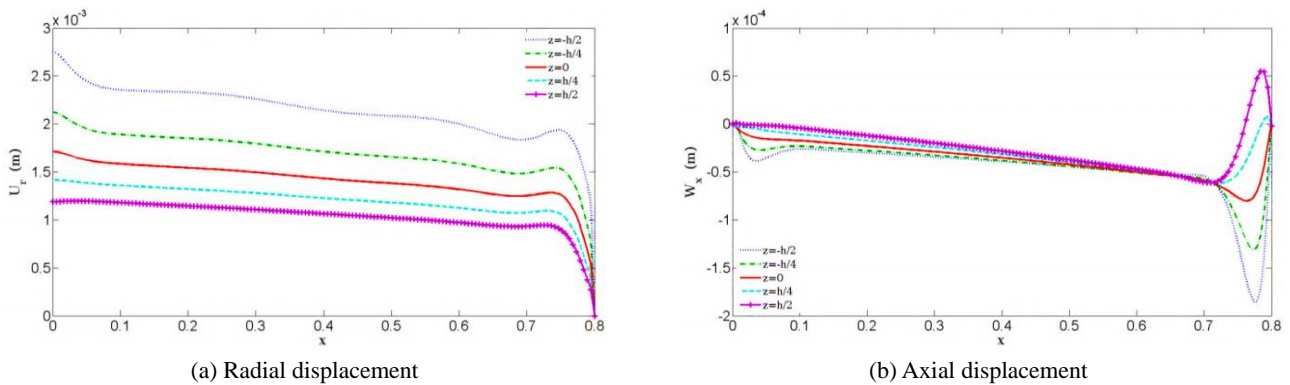 x 10⁻³
3
2.5
2
1.5
1
0.5
0
U_r (m)
0 0.1 0.2 0.3 0.4 0.5 0.6 0.7 0.8
x
z=-h/2
z=-h/4
z=0
z=h/4
z=h/2
(a) Radial displacement
x 10⁻⁴
1
0.5
0
-0.5
-1
-1.5
-2
W_x (m)
z=-h/2
z=-h/4
z=0
z=h/4
z=h/2
0 0.1 0.2 0.3 0.4 0.5 0.6 0.7 0.8
x
(b) Axial displacement